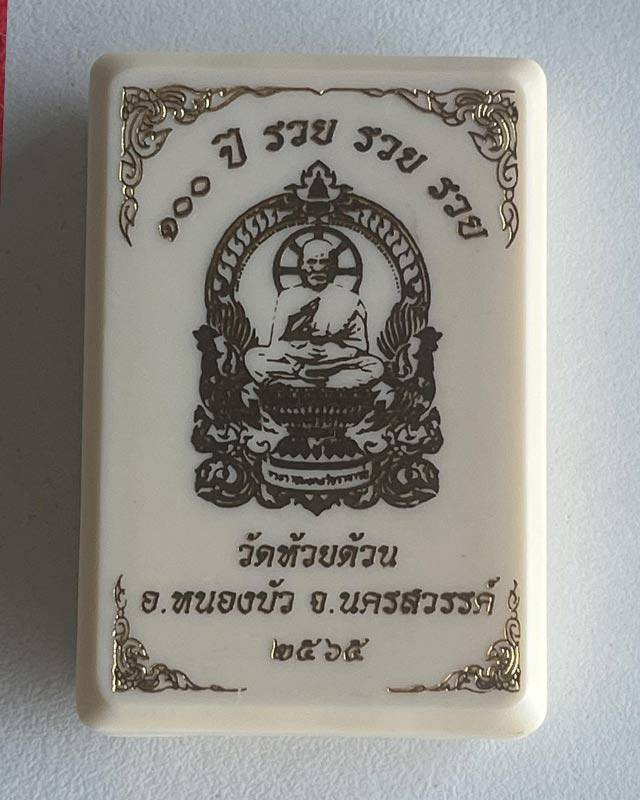 ๑๐๐ ปี รวย รวย รวย
วัดห้วยด้วน
อ.หนองบัว จ.นครสวรรค์
๒๕๖๕